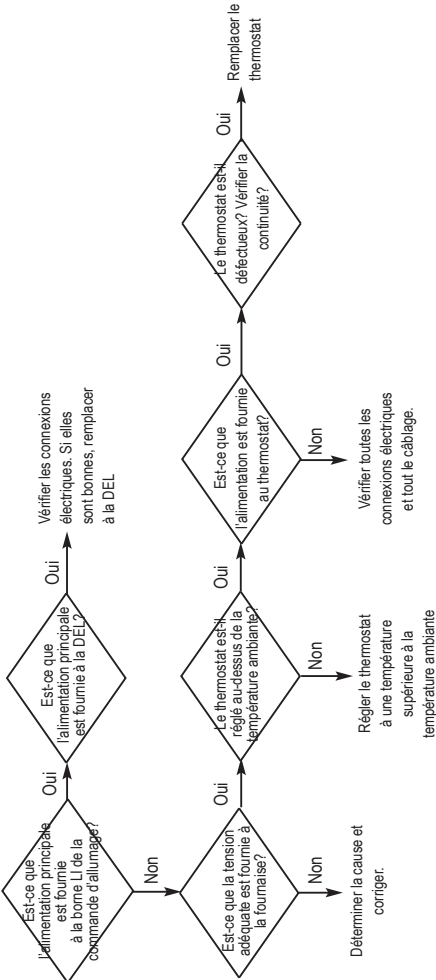 Est-ce que
l'alimentation principale
est fournie
à la borne LI de la
commande d'allumage?
Oui
Est-ce que
l'alimentation principale
est fournie à la DEL?
Oui
Vérifier les connexions
électriques. Si elles
sont bonnes, remplacer
à la DEL
Non
Est-ce que la tension
adéquate est fournie à
la fournaise?
Oui
Le thermostat est-il
réglé au-dessus de la
température ambiante?
Oui
Est-ce que
l'alimentation est fournie
au thermostat?
Oui
Le thermostat est-il
défectueux? Vérifier la
continuité?
Oui
Remplacer le
thermostat
Non
Déterminer la cause et
corriger.
Non
Régler le thermostat
à une température
supérieure à la
température ambiante
Non
Vérifier toutes les
connexions électriques
et tout le câblage.